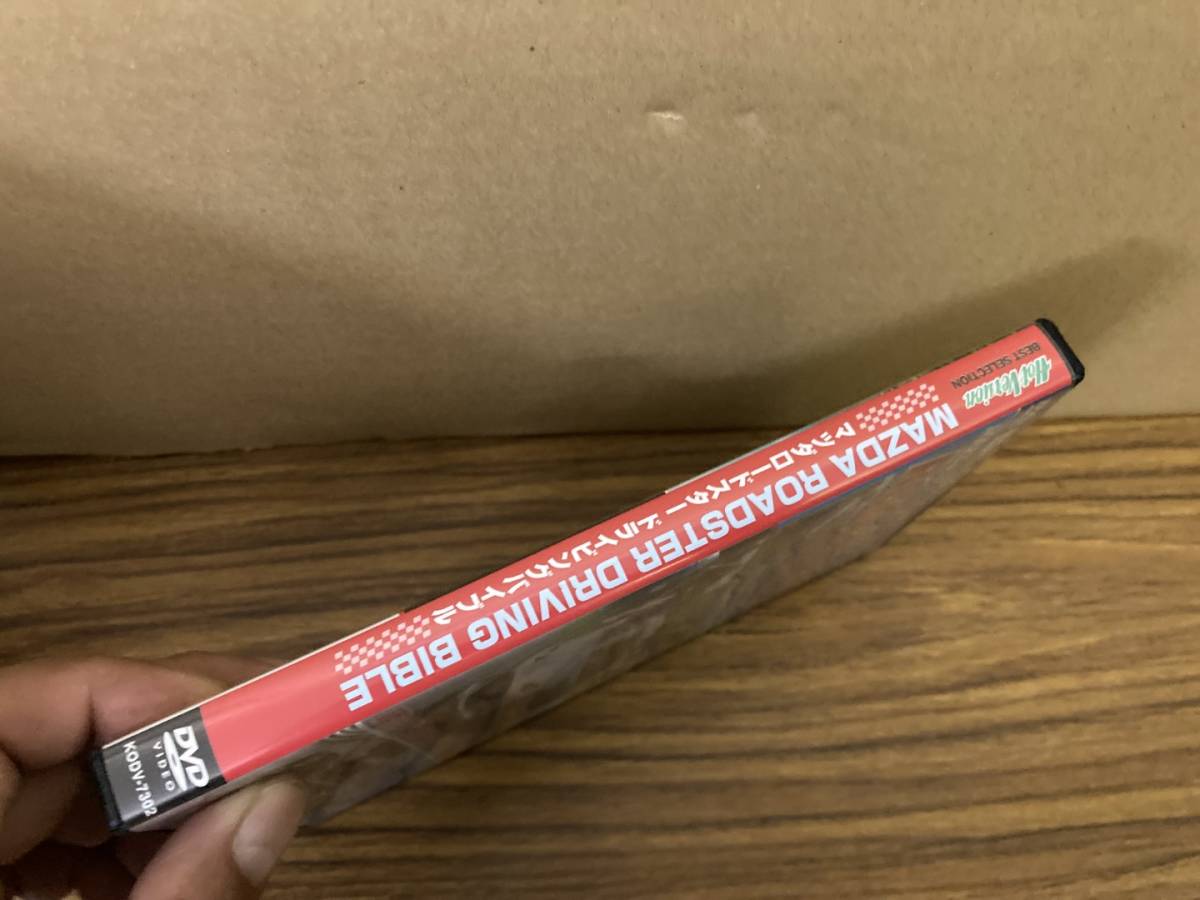 Hot Version
BEST SELECTION
MAZDA ROADSTER DRIVING BIBLE
マツダロードスター ドライビングバイブル
DVD
VIDEO
KODV-7302